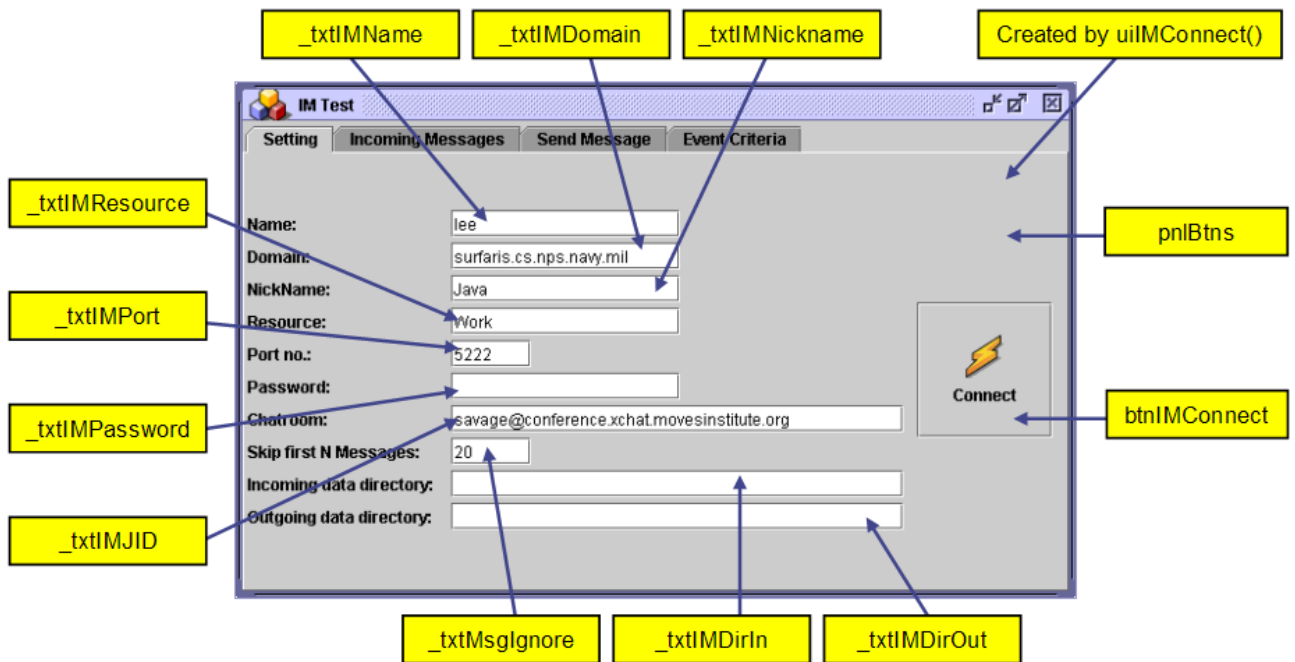 _txtIMName
_txtIMDomain
_txtIMNickname
Created by uiIMConnect()
IM Test
Setting
Incoming Messages
Send Message
Event Criteria
_txtIMResource
Name:
lee
pnlBtns
Domain:
surfaris.cs.nps.navy.mil
NickName:
Java
_txtIMPort
Resource:
Work
Port no.:
5222
Password:
Connect
_txtIMPassword
Chatroom:
savage@conference.xchat.movesinstitute.org
btnIMConnect
Skip first N Messages:
20
Incoming data directory:
Outgoing data directory:
_txtIMJID
_txtMsgIgnore
_txtIMDirIn
_txtIMDirOut